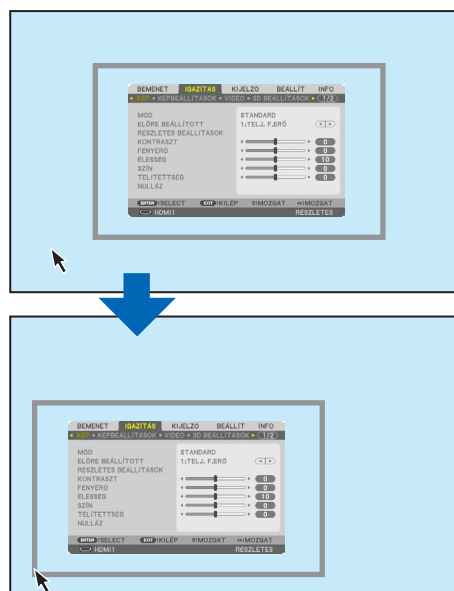 BEMENET IGAZÍTÁS KIJELZŐ BEÁLLÍT INFO
KÉP • KÉPBEÁLLÍTÁSOK • VIDEO • 3D BEÁLLÍTÁSOK (1/2)
MÓD STANDARD
ELŐRE BEÁLLÍTOTT 1:TELJ. F.ERŐ
RÉSZLETES BEÁLLÍTÁSOK
KONTRASZT 0
FÉNYERŐ 0
ÉLESSÉG 10
SZÍN 0
TELÍTETTSÉG 0
NULLÁZ
ENTER:SELECT EXIT:KILÉP ↕:MOZGAT ↔:MOZGAT
HDMI1 RÉSZLETES
BEMENET IGAZÍTÁS KIJELZŐ BEÁLLÍT INFO
KÉP • KÉPBEÁLLÍTÁSOK • VIDEO • 3D BEÁLLÍTÁSOK (1/2)
MÓD STANDARD
ELŐRE BEÁLLÍTOTT 1:TELJ. F.ERŐ
RÉSZLETES BEÁLLÍTÁSOK
KONTRASZT 0
FÉNYERŐ 0
ÉLESSÉG 10
SZÍN 0
TELÍTETTSÉG 0
NULLÁZ
ENTER:SELECT EXIT:KILÉP ↕:MOZGAT ↔:MOZGAT
HDMI1 RÉSZLETES